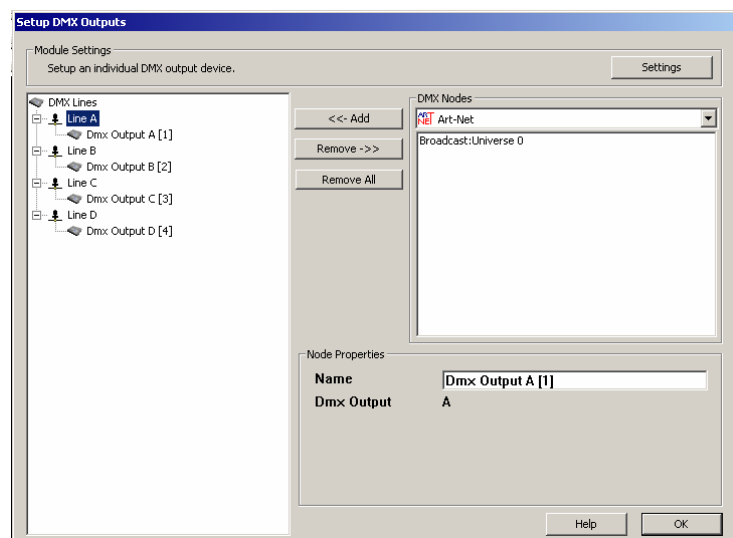 Setup DMX Outputs
Module Settings
Setup an individual DMX output device.
Settings
DMX Lines
Line A
Dmx Output A [1]
Line B
Dmx Output B [2]
Line C
Dmx Output C [3]
Line D
Dmx Output D [4]
<<- Add
Remove ->>
Remove All
DMX Nodes
ART NET Art-Net
Broadcast:Universe 0
Node Properties
Name Dmx Output A [1]
Dmx Output A
Help OK